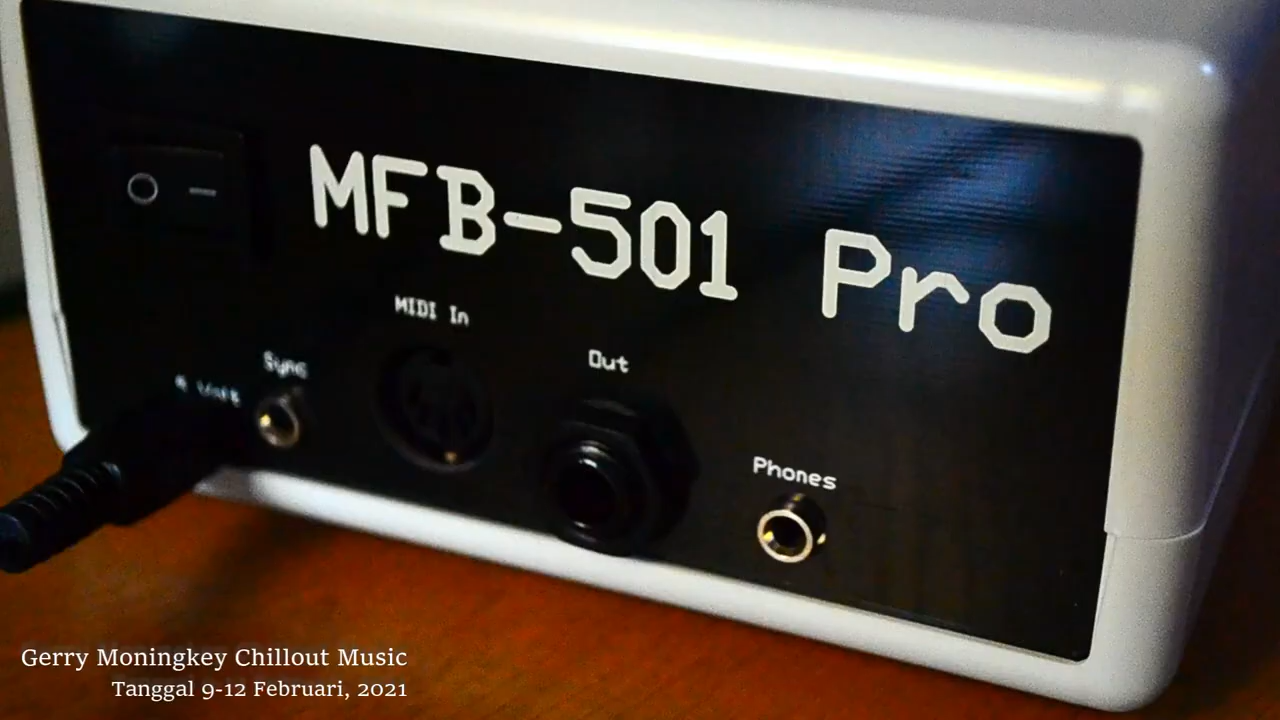 MFB-501 Pro
MIDI In
Sync
Out
Phones
Gerry Moningkey Chillout Music
Tanggal 9-12 Februari, 2021